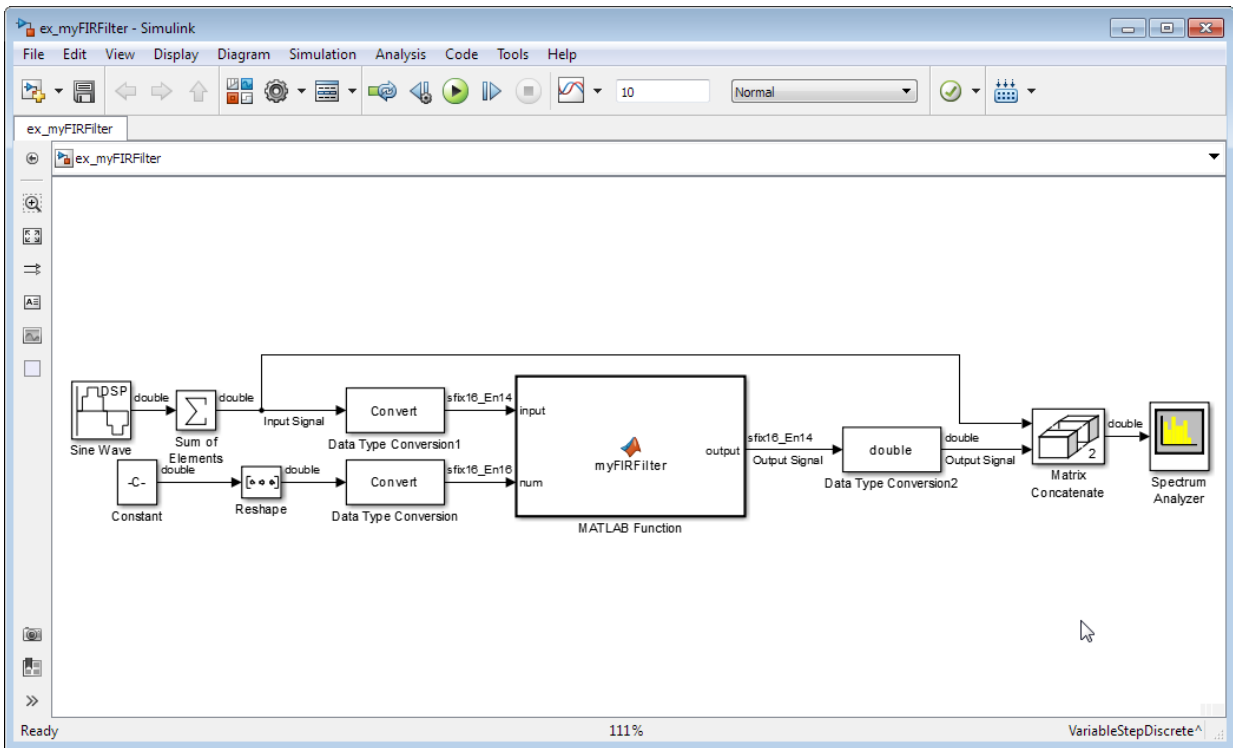 ex_myFIRFilter - Simulink
File Edit View Display Diagram Simulation Analysis Code Tools Help
10 Normal
ex_myFIRFilter
ex_myFIRFilter
DSP
Sine Wave
double
Sum of
Elements
double
Input Signal
Convert
Data Type Conversion1
sfix16_En14
-C-
Constant
double
Reshape
double
Convert
Data Type Conversion
sfix16_En16
input
num
myFIRFilter
output
MATLAB Function
sfix16_En14
Output Signal
double
Data Type Conversion2
double
Output Signal
2
Matrix
Concatenate
double
Spectrum
Analyzer
Ready 111% VariableStepDiscrete^